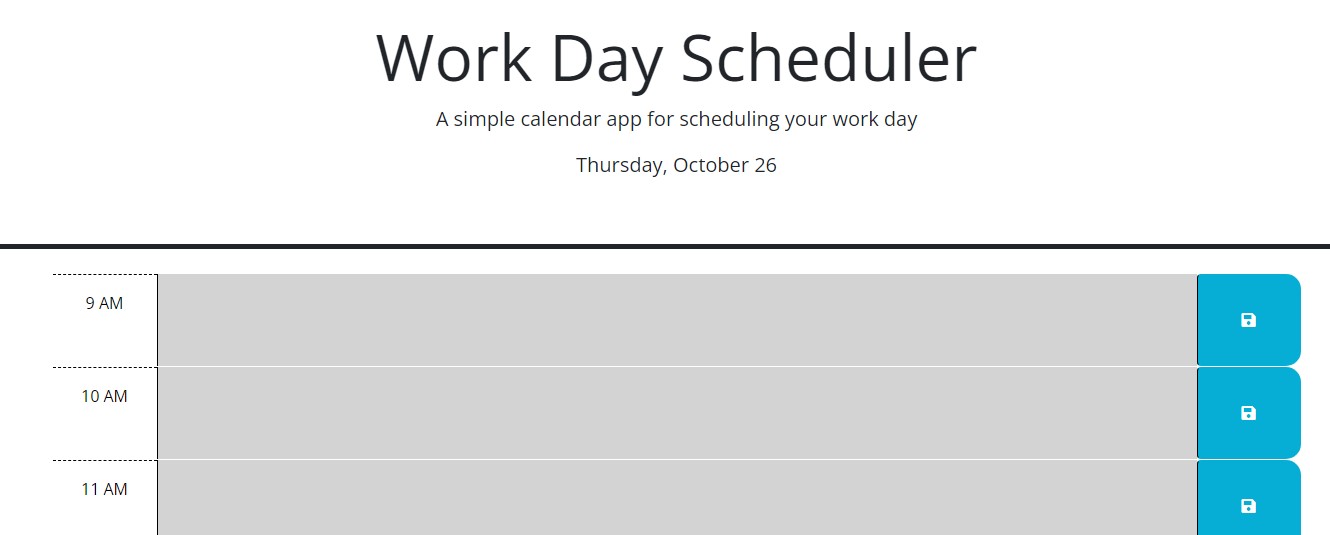 Work Day Scheduler
A simple calendar app for scheduling your work day
Thursday, October 26
9 AM
10 AM
11 AM